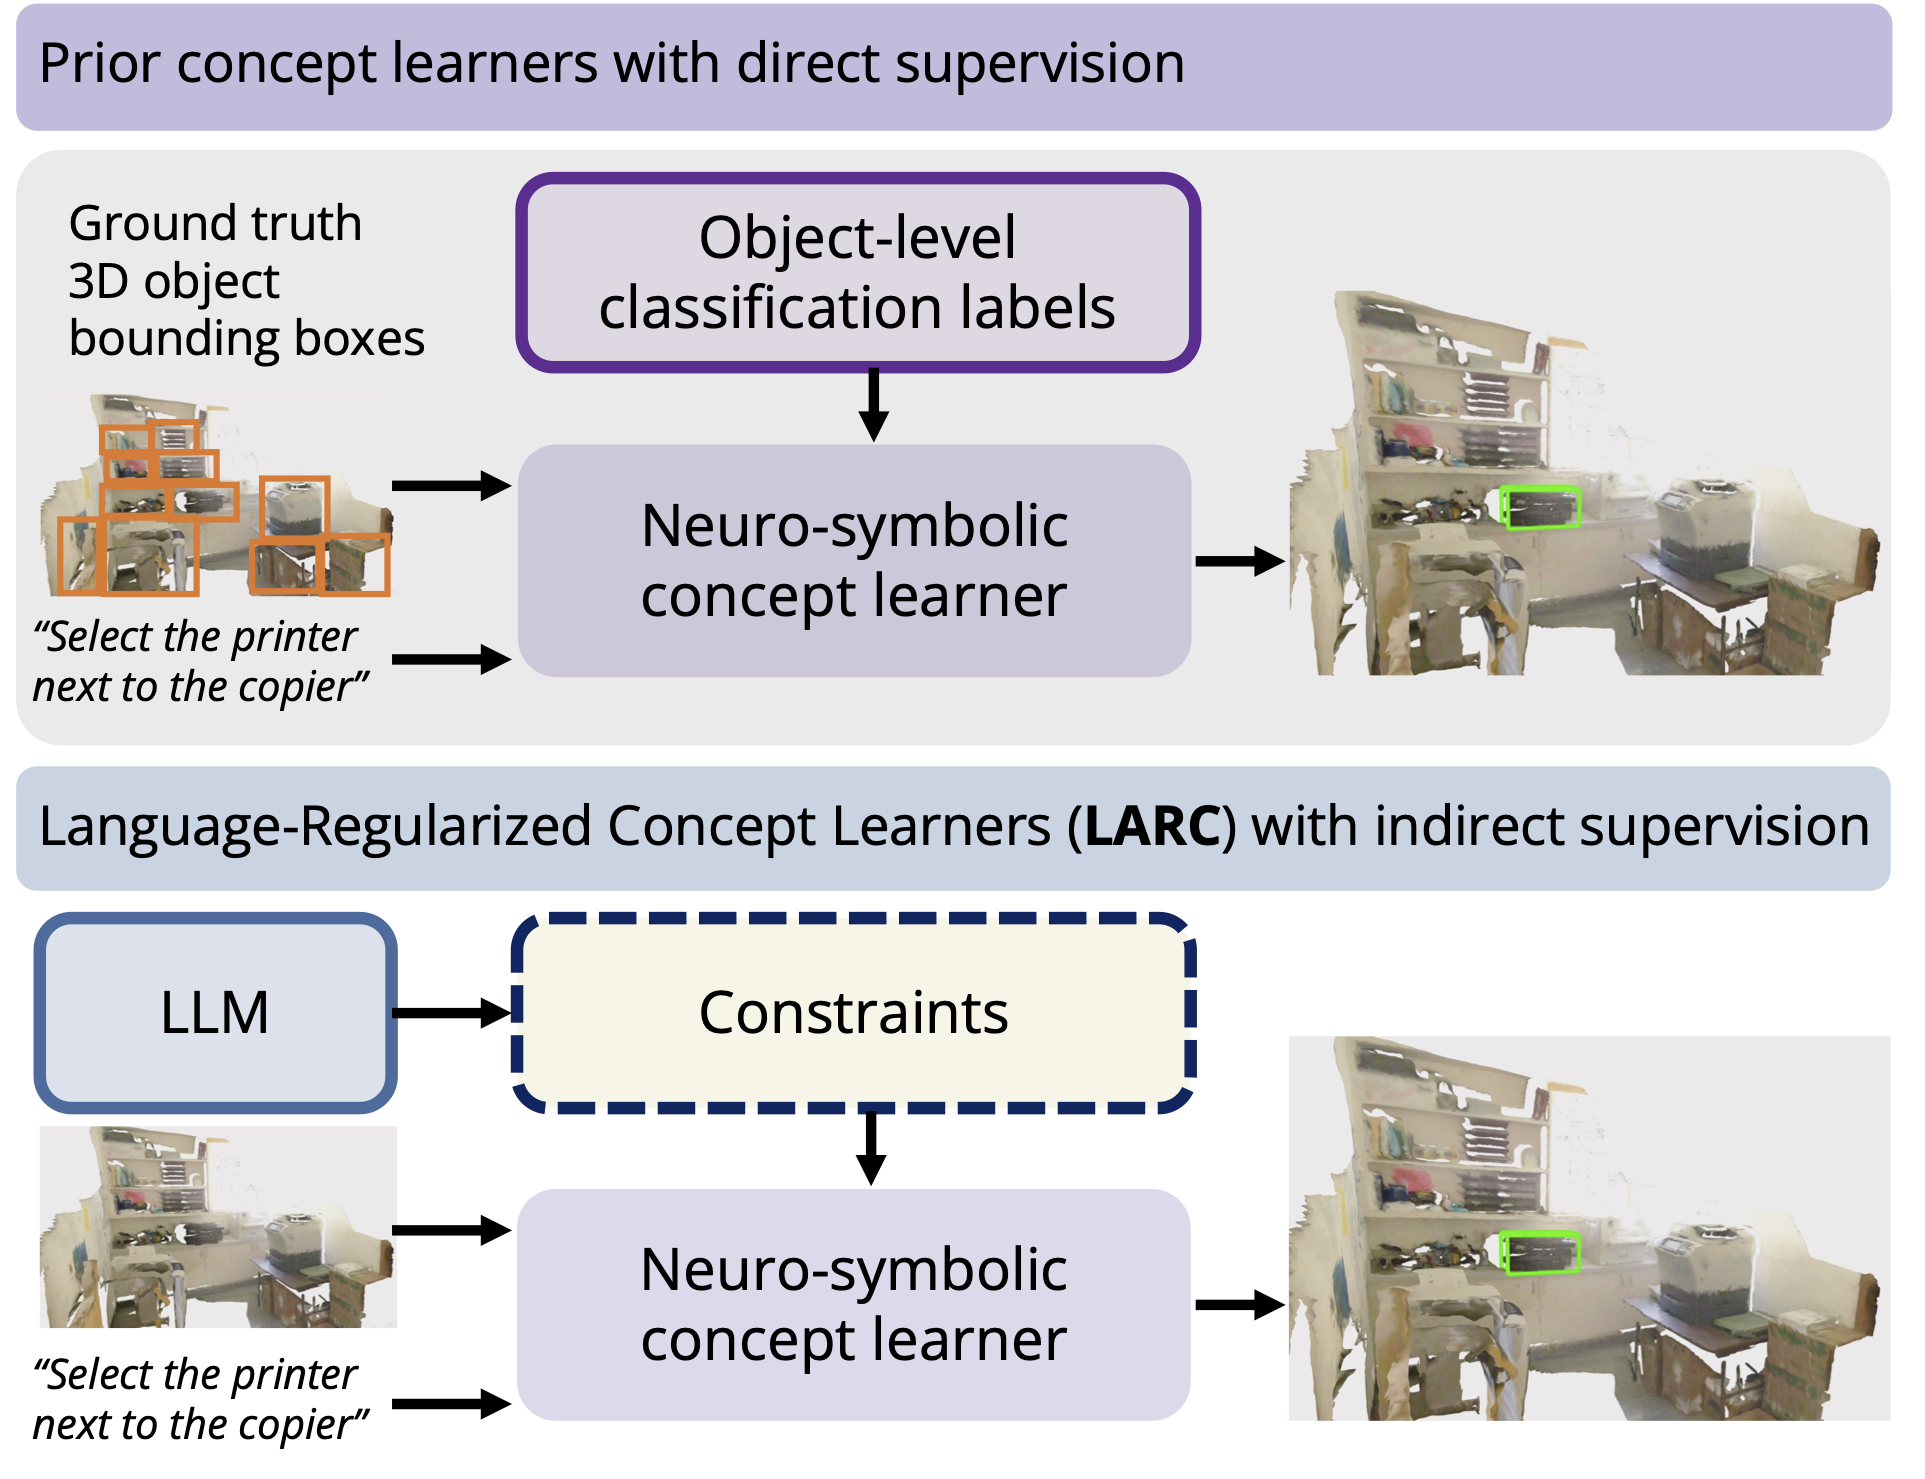 Prior concept learners with direct supervision
Ground truth
3D object
bounding boxes
Object-level
classification labels
Neuro-symbolic
concept learner
“Select the printer
next to the copier”
Language-Regularized Concept Learners (LARC) with indirect supervision
LLM
Constraints
Neuro-symbolic
concept learner
“Select the printer
next to the copier”